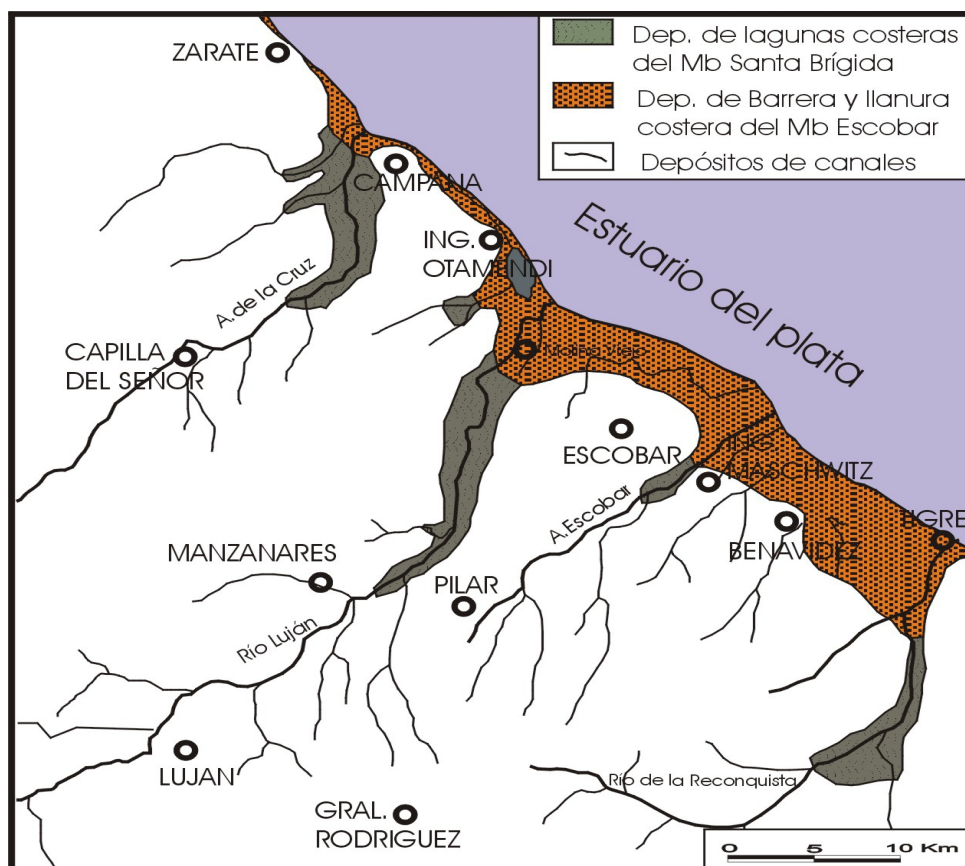 ZARATE
Dep. de lagunas costeras
del Mb Santa Brígida
Dep. de Barrera y llanura
costera del Mb Escobar
Depósitos de canales
CAMPANA
Estuario del plata
ING.
OTAMENDI
A. de la Cruz
CAPILLA
DEL SEÑOR
ESCOBAR
ING.
MASCHWITZ
A.Escobar
TIGRE
BENAVIDEZ
MANZANARES
PILAR
Río Luján
LUJAN
Río de la Reconquista
GRAL.
RODRIGUEZ
0 5 10 Km